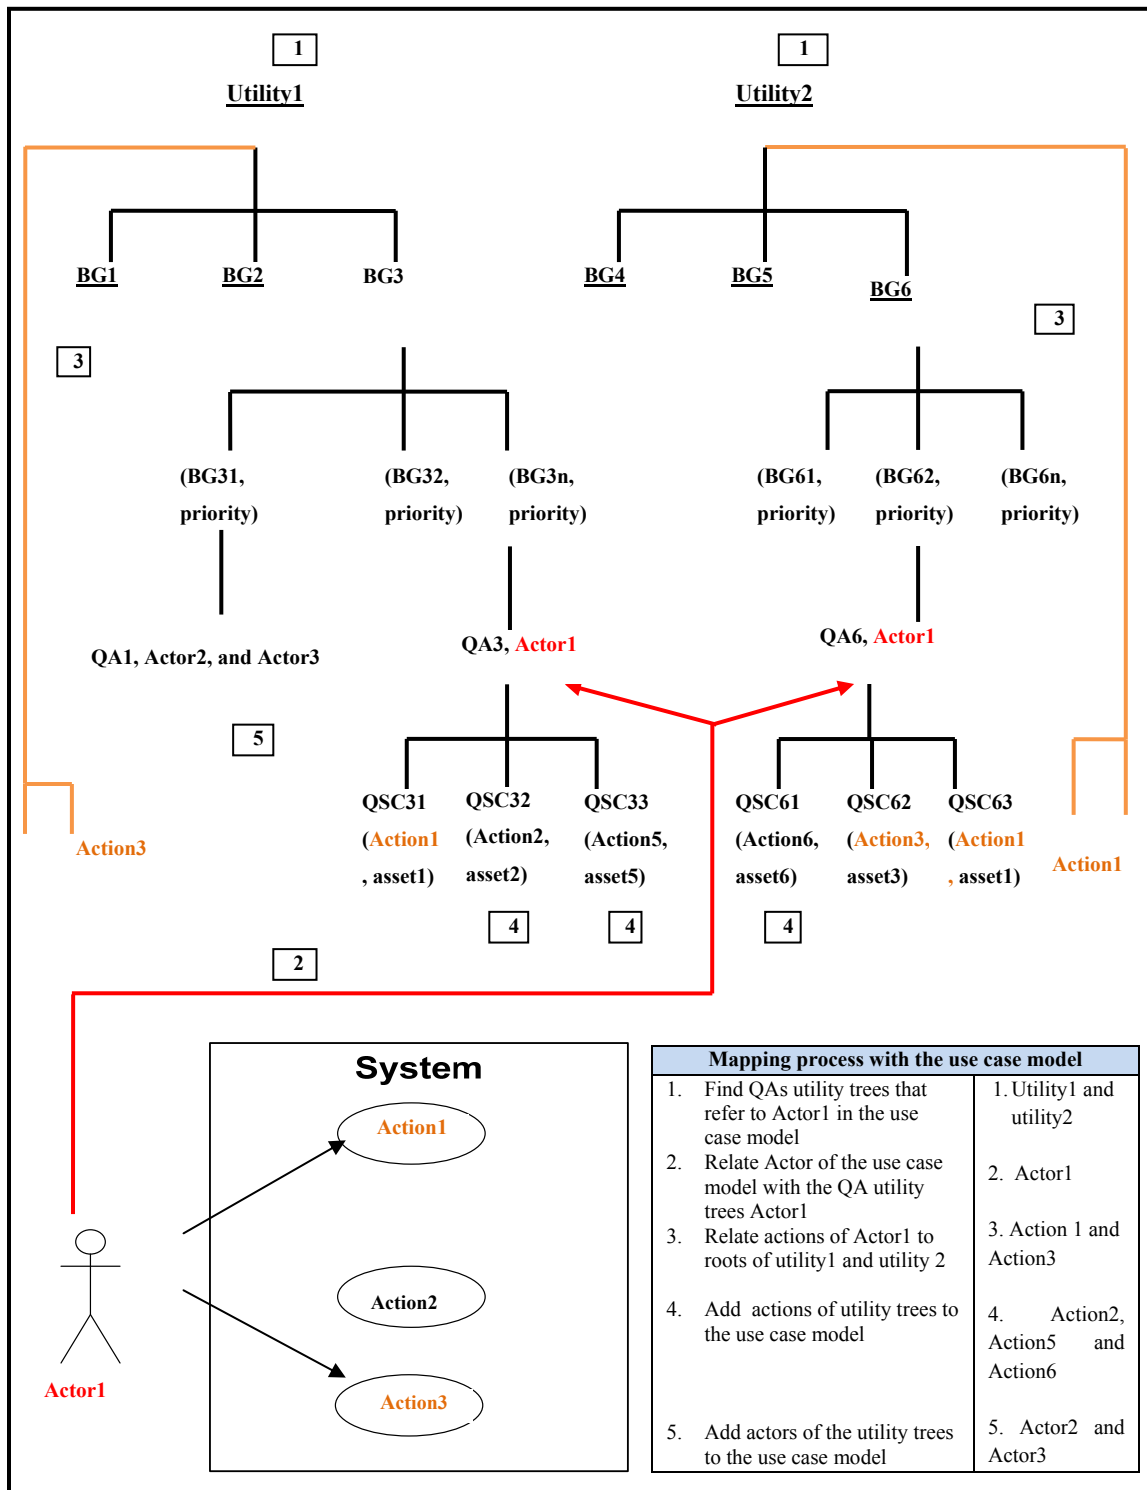 1
1
Utility1
Utility2
BG1
BG2
BG3
BG4
BG5
BG6
3
3
(BG31,
priority)
(BG32,
priority)
(BG3n,
priority)
(BG61,
priority)
(BG62,
priority)
(BG6n,
priority)
QA1, Actor2, and Actor3
QA3, Actor1
QA6, Actor1
5
QSC31
(Action1
, asset1)
QSC32
(Action2,
asset2)
QSC33
(Action5,
asset5)
QSC61
(Action6,
asset6)
QSC62
(Action3,
asset3)
QSC63
(Action1
, asset1)
Action3
Action1
4
4
4
2
System
Action1
Action2
Action3
Actor1
Mapping process with the use case model
1. Find QAs utility trees that
refer to Actor1 in the use
case model
1. Utility1 and
utility2
2. Relate Actor of the use case
model with the QA utility
trees Actor1
2. Actor1
3. Relate actions of Actor1 to
roots of utility1 and utility 2
3. Action 1 and
Action3
4. Add actions of utility trees to
the use case model
4. Action2,
Action5 and
Action6
5. Add actors of the utility trees
to the use case model
5. Actor2 and
Actor3